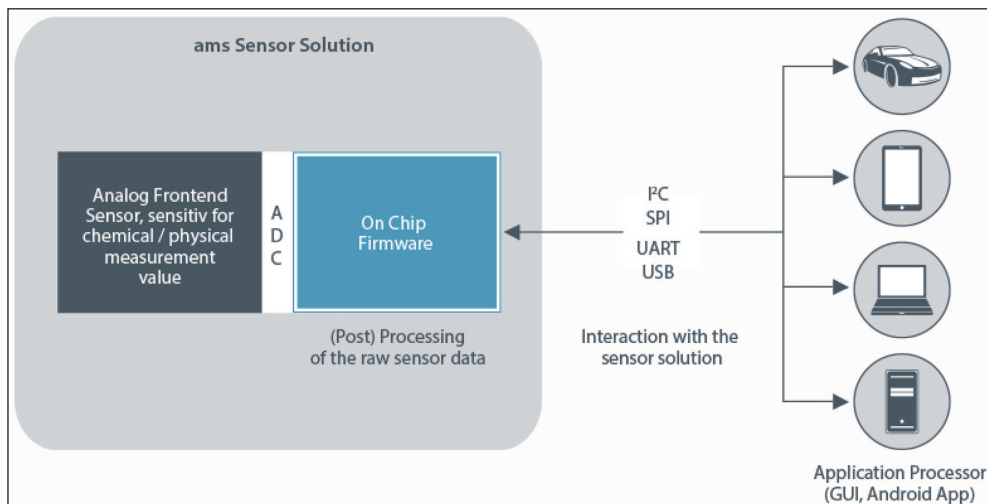 ams Sensor Solution
Analog Frontend
Sensor, sensitiv for
chemical / physical
measurement
value
A
D
C
On Chip
Firmware
(Post) Processing
of the raw sensor data
I²C
SPI
UART
USB
Interaction with the
sensor solution
Application Processor
(GUI, Android App)